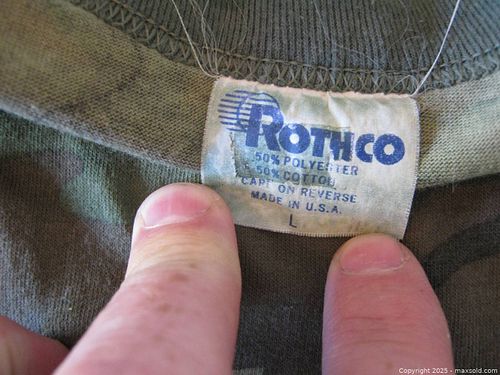 ROTHCO
50% POLYESTER
50% COTTON
CARE ON REVERSE
MADE IN U.S.A.
L
Copyright 2025 - maxsold.com